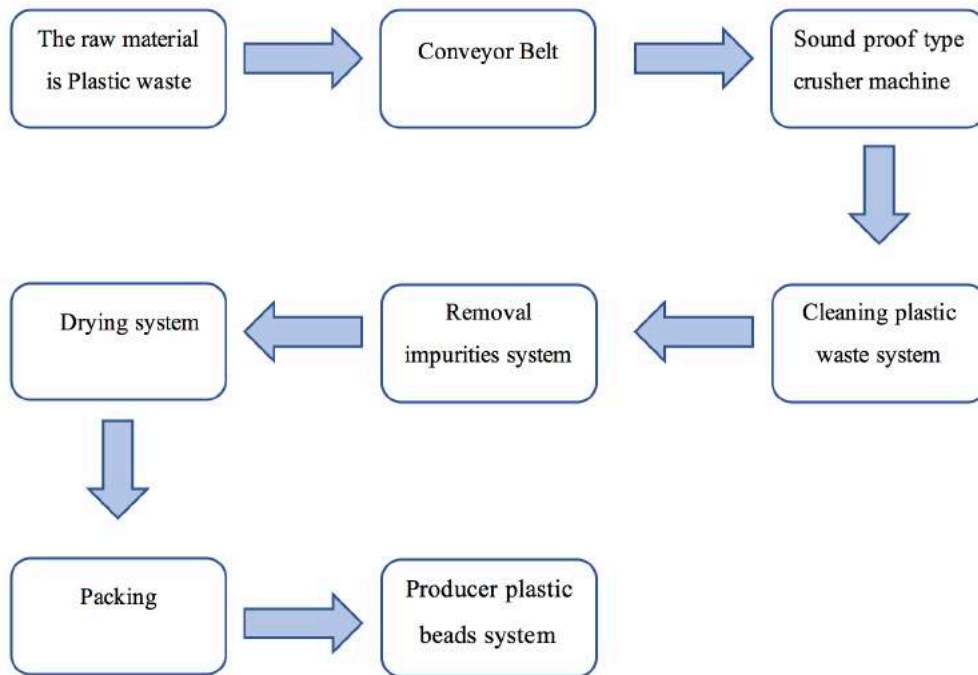 The raw material
is Plastic waste
Conveyor Belt
Sound proof type
crusher machine
Cleaning plastic
waste system
Removal
impurities system
Drying system
Packing
Producer plastic
beads system